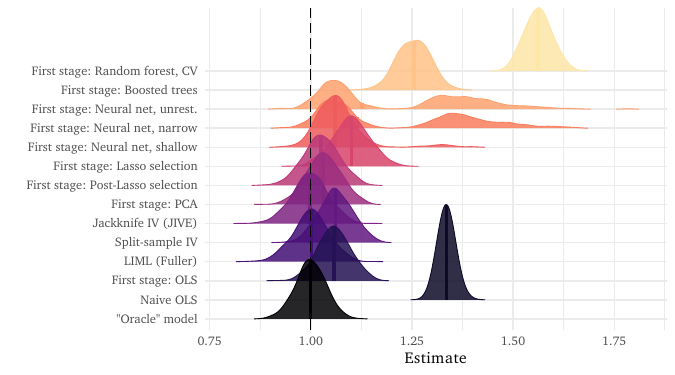 First stage: Random forest, CV
First stage: Boosted trees
First stage: Neural net, unrest.
First stage: Neural net, narrow
First stage: Neural net, shallow
First stage: Lasso selection
First stage: Post-Lasso selection
First stage: PCA
Jackknife IV (JIVE)
Split-sample IV
LIML (Fuller)
First stage: OLS
Naive OLS
"Oracle" model
0.75 1.00 1.25 1.50 1.75
Estimate